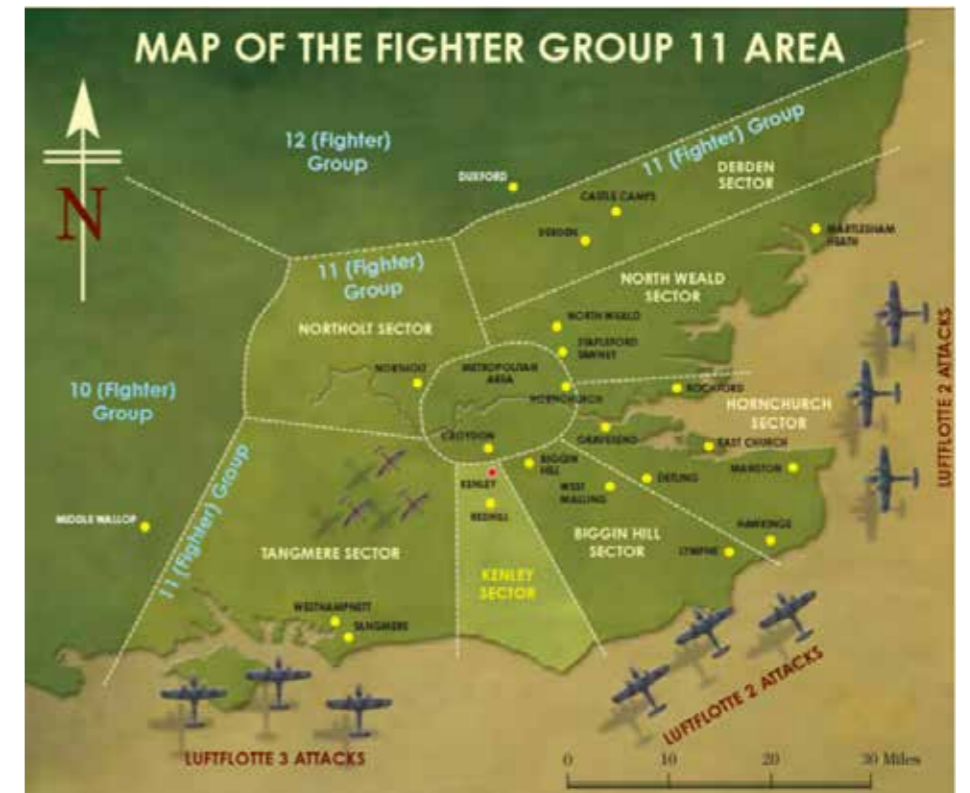 MAP OF THE FIGHTER GROUP 11 AREA
N
12 (Fighter)
Group
11 (Fighter) Group
DEBDEN
SECTOR
DUXFORD
CASTLE CAMPS
DEBDEN
MARTLESHAM
HEATH
11 (Fighter)
Group
NORTHOLT SECTOR
NORTH WEALD
SECTOR
NORTH WEALD
STAPLEFORD
TAWNEY
METROPOLITAN
AREA
NORTHOLT
HORNCHURCH
ROCHFORD
HORNCHURCH
SECTOR
10 (Fighter)
Group
CROYDON
GRAVESEND
EAST CHURCH
BIGGIN
HILL
KENLEY
WEST
MALLING
DETLING
MANSTON
REDHILL
MIDDLE WALLOP
11 (Fighter) Group
TANGMERE SECTOR
BIGGIN HILL
SECTOR
HAWKINGE
LYMPNE
KENLEY
SECTOR
WESTHAMPNETT
TANGMERE
LUFTFLOTTE 2 ATTACKS
LUFTFLOTTE 2 ATTACKS
LUFTFLOTTE 3 ATTACKS
0 10 20 30 Miles